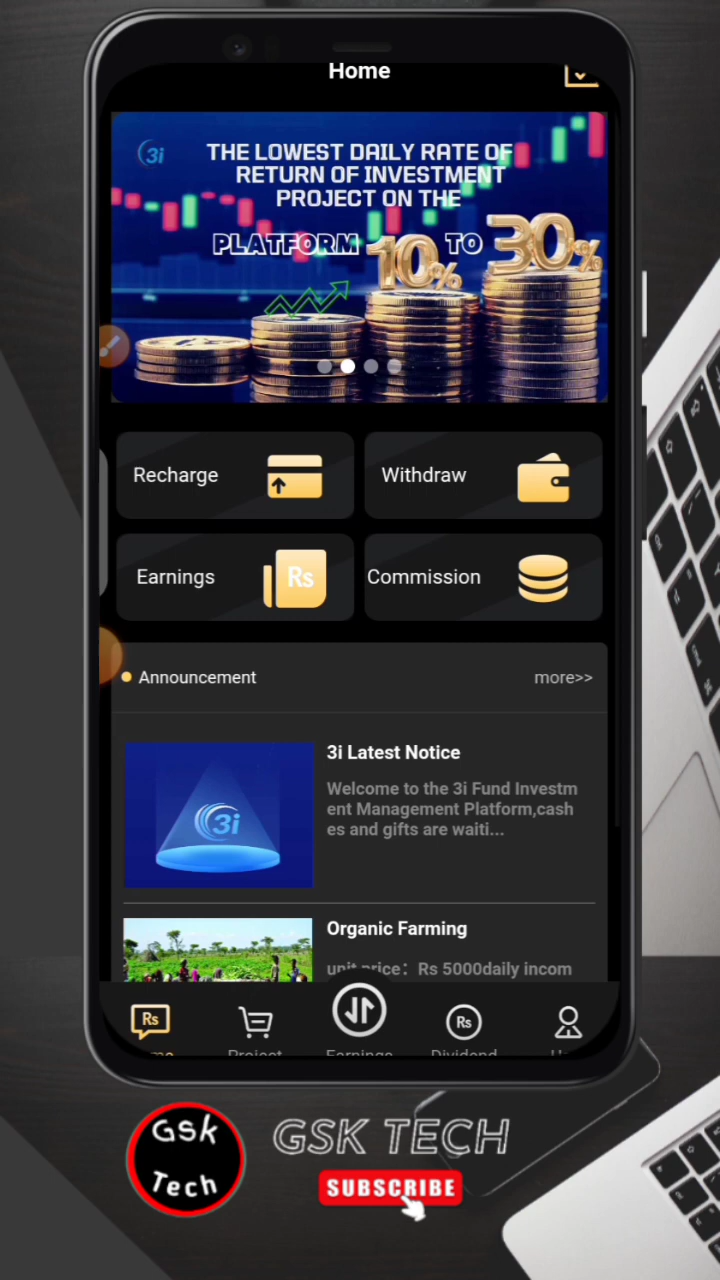 Home
3i
THE LOWEST DAILY RATE OF
RETURN OF INVESTMENT
PROJECT ON THE
PLATFORM 10% TO 30%
Recharge
Withdraw
Earnings
Rs
Commission
Announcement
more>>
3i Latest Notice
Welcome to the 3i Fund Investm
ent Management Platform,cash
es and gifts are waiti...
3i
Organic Farming
unit price：Rs 5000daily incom
Rs
Rs
Project
Earnings
Dividend
Gsk
Tech
GSK TECH
SUBSCRIBE